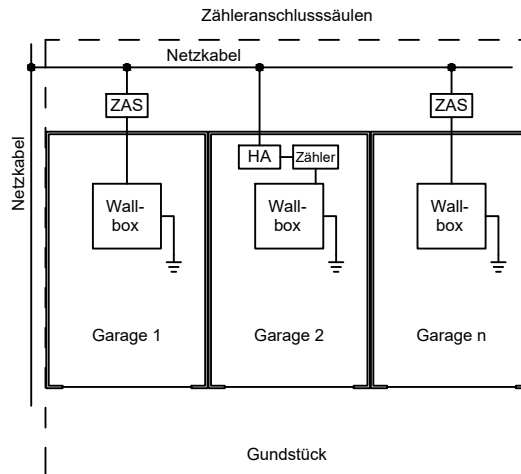 Zähleranschlusssäulen
Netzkabel
ZAS
ZAS
Netzkabel
HA
Zähler
Wall-
box
Wall-
box
Wall-
box
Garage 1
Garage 2
Garage n
Gundstück